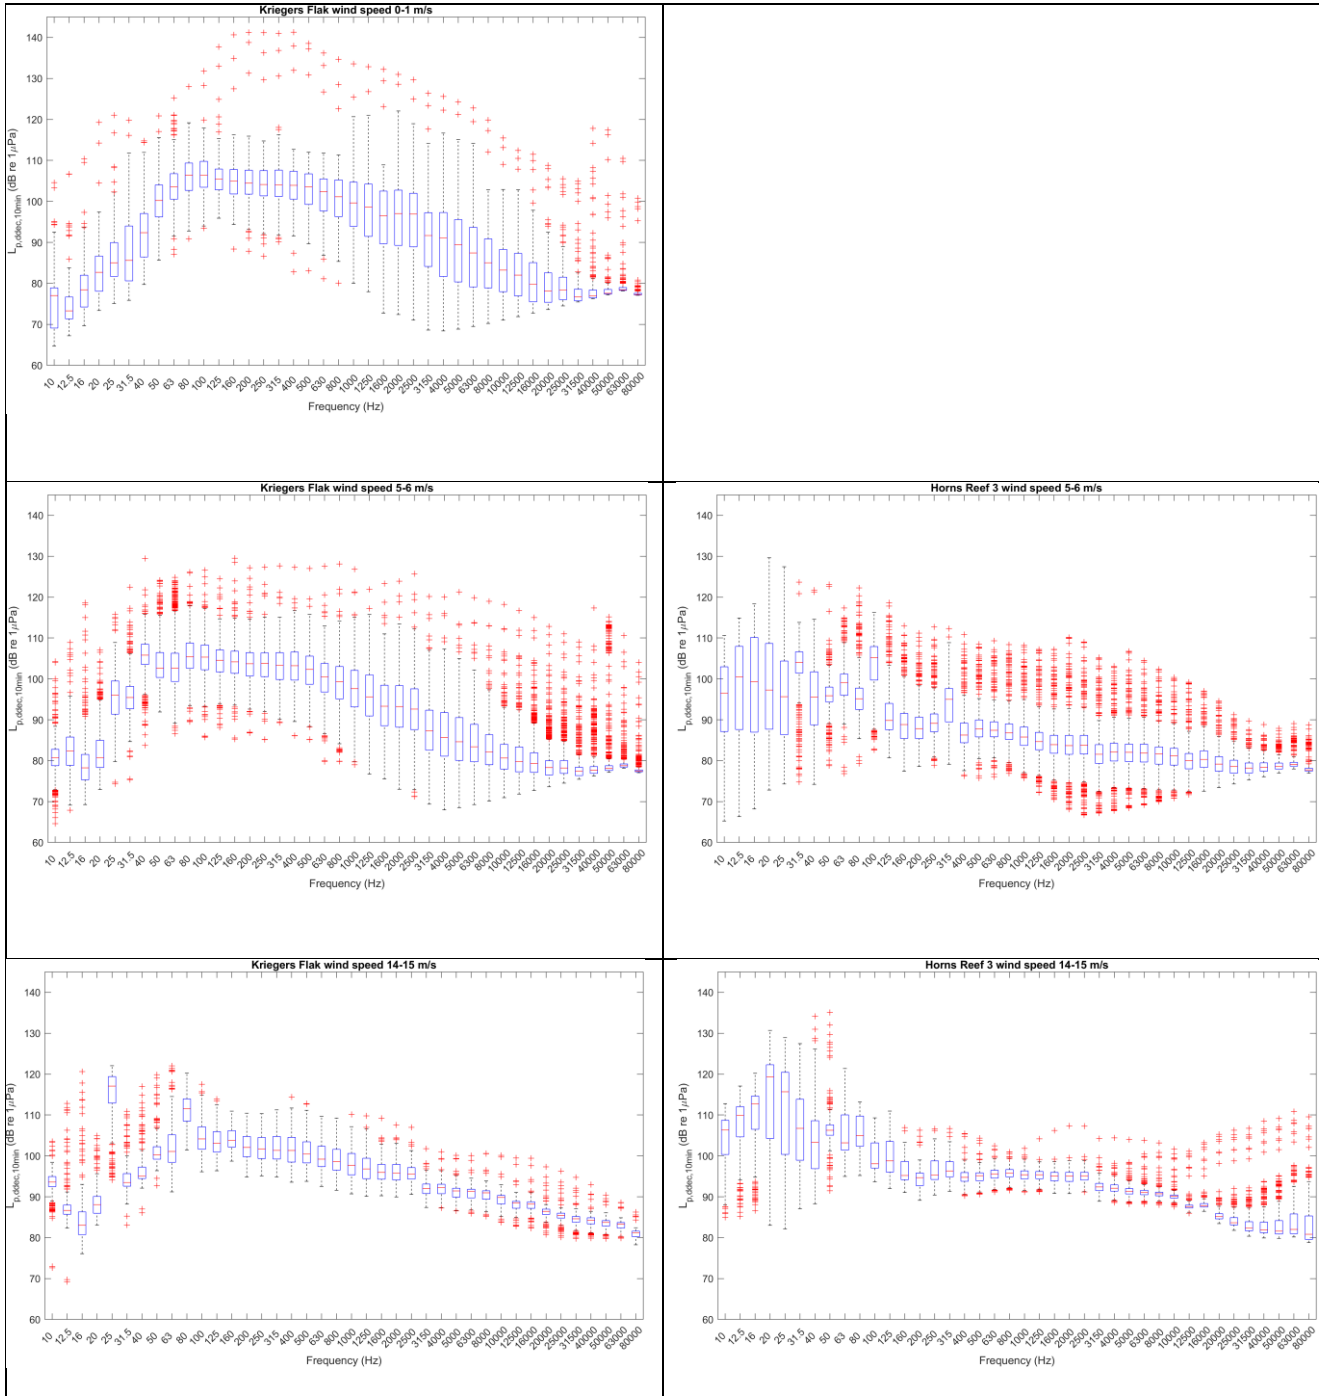 Kriegers Flak wind speed 0-1 m/s
L_p,ddec,10min (dB re 1μPa)
140
130
120
110
100
90
80
70
60
10 12.5 16 20 25 31.5 40 50 63 80 100 125 160 200 250 315 400 500 630 800 1000 1250 1600 2000 2500 3150 4000 5000 6300 8000 10000 12500 16000 20000 25000 31500 40000 50000 63000 80000
Frequency (Hz)
Kriegers Flak wind speed 5-6 m/s
L_p,ddec,10min (dB re 1μPa)
140
130
120
110
100
90
80
70
60
10 12.5 16 20 25 31.5 40 50 63 80 100 125 160 200 250 315 400 500 630 800 1000 1250 1600 2000 2500 3150 4000 5000 6300 8000 10000 12500 16000 20000 25000 31500 40000 50000 63000 80000
Frequency (Hz)
Horns Reef 3 wind speed 5-6 m/s
L_p,ddec,10min (dB re 1μPa)
140
130
120
110
100
90
80
70
60
10 12.5 16 20 25 31.5 40 50 63 80 100 125 160 200 250 315 400 500 630 800 1000 1250 1600 2000 2500 3150 4000 5000 6300 8000 10000 12500 16000 20000 25000 31500 40000 50000 63000 80000
Frequency (Hz)
Kriegers Flak wind speed 14-15 m/s
L_p,ddec,10min (dB re 1μPa)
140
130
120
110
100
90
80
70
60
10 12.5 16 20 25 31.5 40 50 63 80 100 125 160 200 250 315 400 500 630 800 1000 1250 1600 2000 2500 3150 4000 5000 6300 8000 10000 12500 16000 20000 25000 31500 40000 50000 63000 80000
Frequency (Hz)
Horns Reef 3 wind speed 14-15 m/s
L_p,ddec,10min (dB re 1μPa)
140
130
120
110
100
90
80
70
60
10 12.5 16 20 25 31.5 40 50 63 80 100 125 160 200 250 315 400 500 630 800 1000 1250 1600 2000 2500 3150 4000 5000 6300 8000 10000 12500 16000 20000 25000 31500 40000 50000 63000 80000
Frequency (Hz)